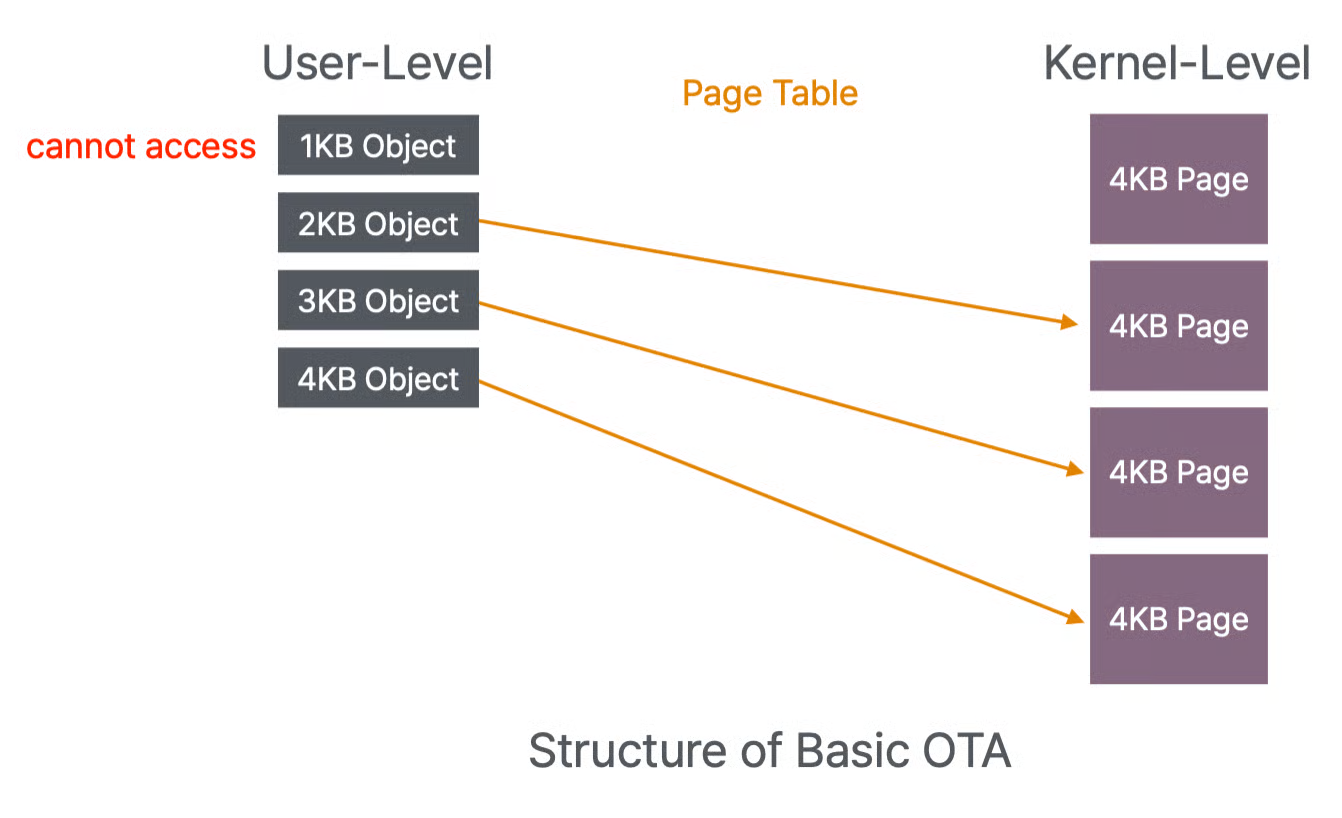 User-Level
Page Table
Kernel-Level
cannot access
1KB Object
2KB Object
3KB Object
4KB Object
4KB Page
4KB Page
4KB Page
4KB Page
Structure of Basic OTA